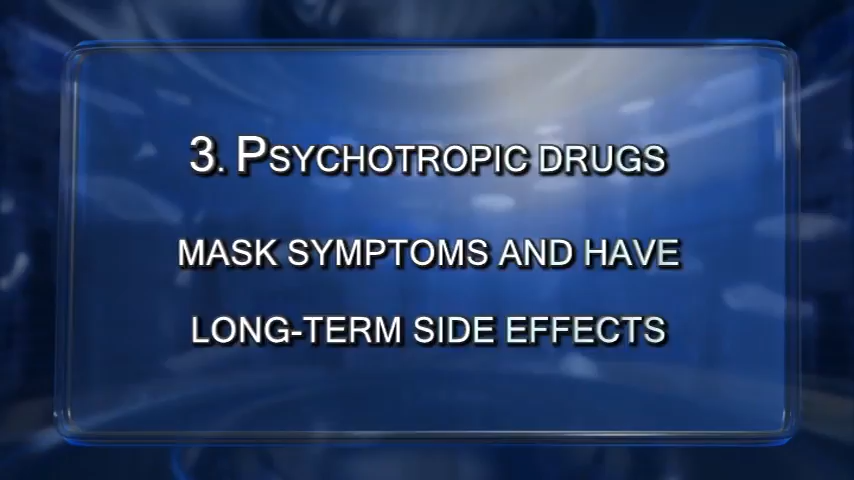 3. PSYCHOTROPIC DRUGS
MASK SYMPTOMS AND HAVE
LONG-TERM SIDE EFFECTS